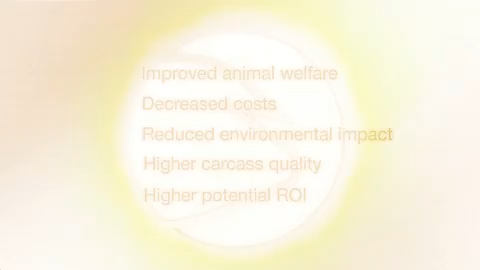 Improved animal welfare
Decreased costs
Reduced environmental impact
Higher carcass quality
Higher potential ROI